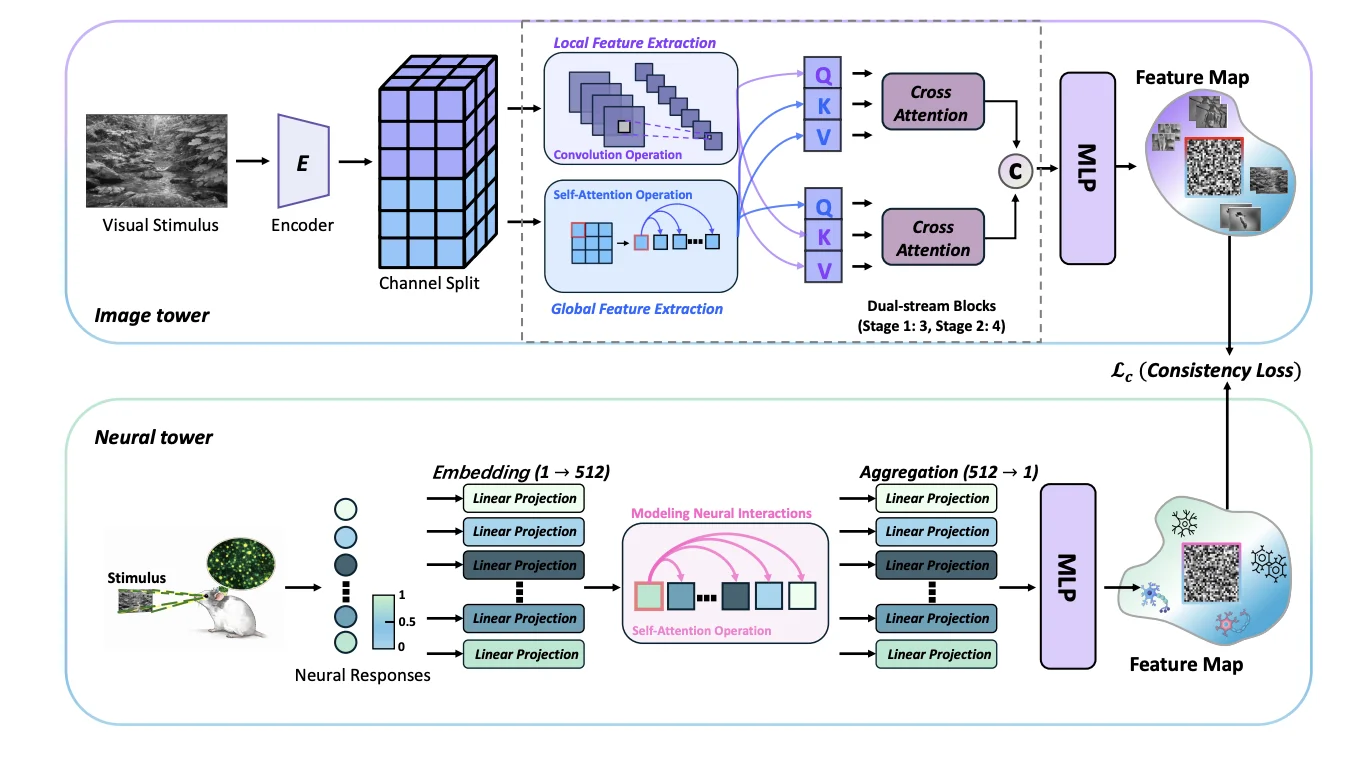 Local Feature Extraction
Convolution Operation
Self-Attention Operation
Global Feature Extraction
Visual Stimulus
E
Encoder
Channel Split
Q
K
V
Q
K
V
Cross
Attention
Cross
Attention
C
Dual-stream Blocks
(Stage 1: 3, Stage 2: 4)
MLP
Feature Map
Image tower
ℒc (Consistency Loss)
Neural tower
Stimulus
1
0.5
0
Neural Responses
Embedding (1 → 512)
Linear Projection
Linear Projection
Linear Projection
Linear Projection
Linear Projection
Modeling Neural Interactions
Self-Attention Operation
Aggregation (512 → 1)
Linear Projection
Linear Projection
Linear Projection
Linear Projection
Linear Projection
MLP
Feature Map